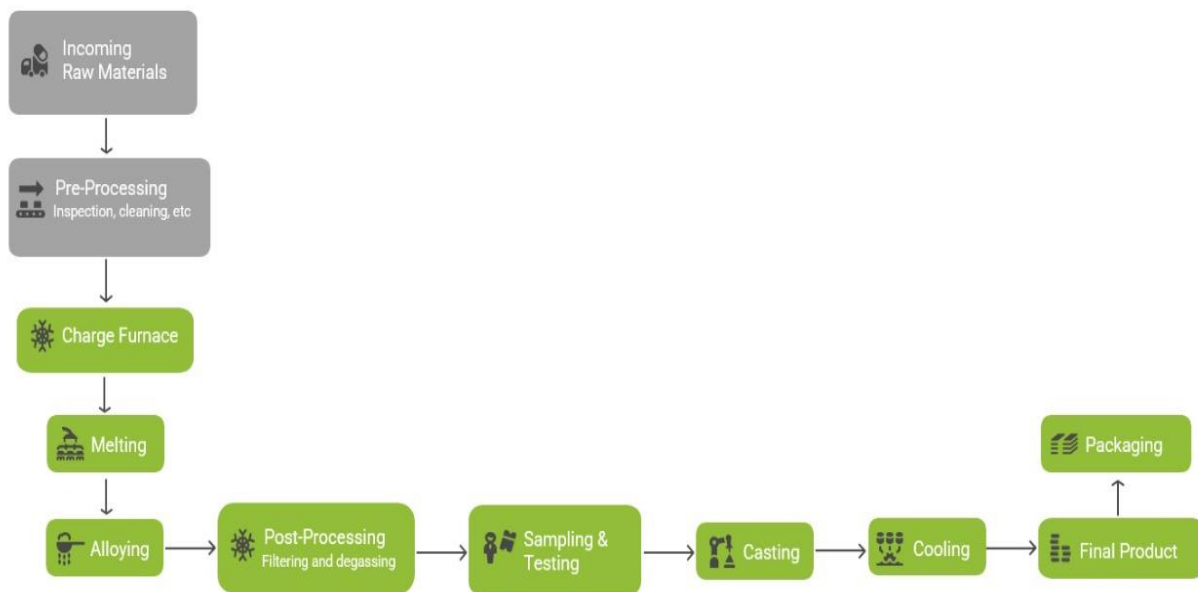 Incoming
Raw Materials
Pre-Processing
Inspection, cleaning, etc
Charge Furnace
Melting
Alloying
Post-Processing
Filtering and degassing
Sampling &
Testing
Casting
Cooling
Final Product
Packaging